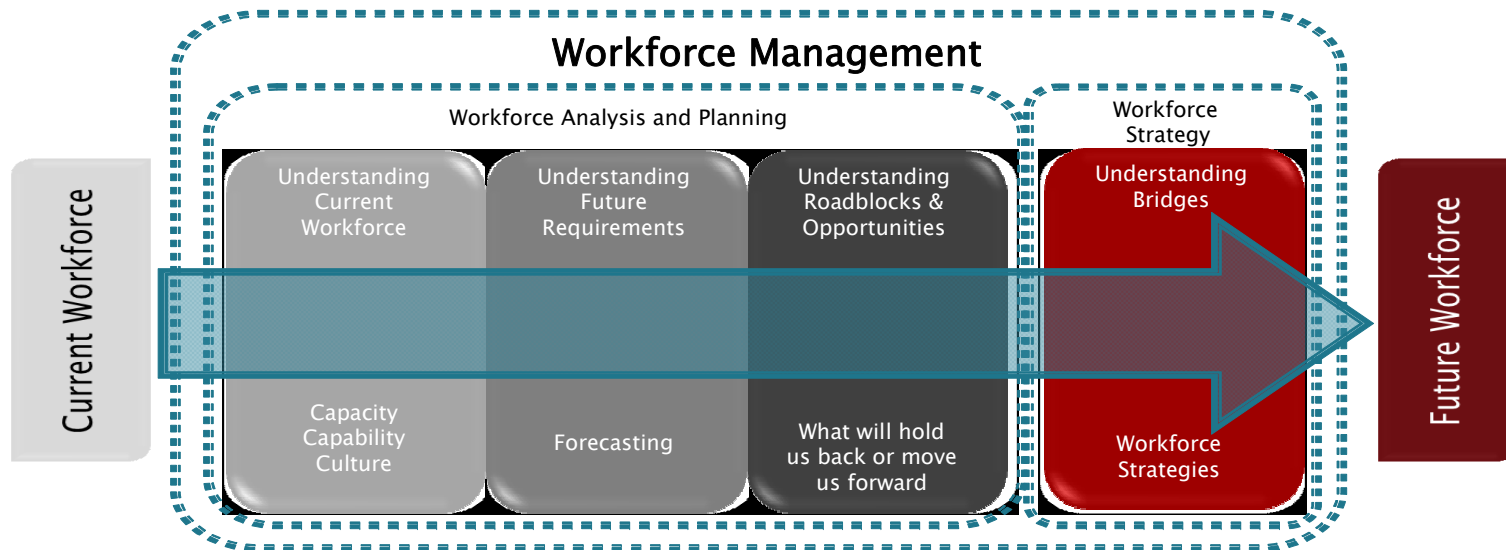 Workforce Management
Workforce Analysis and Planning
Workforce
Strategy
Current Workforce
Understanding
Current
Workforce
Capacity
Capability
Culture
Understanding
Future
Requirements
Forecasting
Understanding
Roadblocks &
Opportunities
What will hold
us back or move
us forward
Understanding
Bridges
Workforce
Strategies
Future Workforce